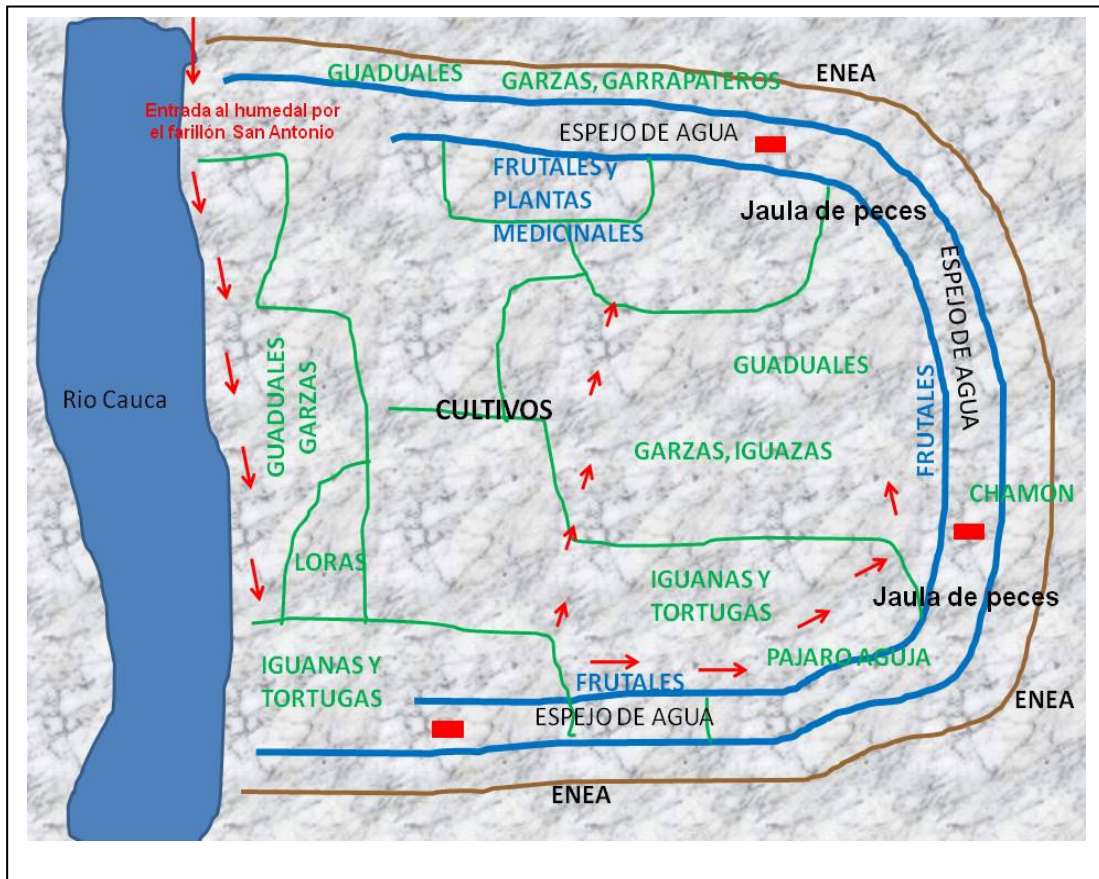 GUADUALES
GARZAS, GARRAPATEROS
ENEA
Entrada al humedal por
el farillón San Antonio
ESPEJO DE AGUA
FRUTALES y
PLANTAS
MEDICINALES
Jaula de peces
ESPEJO DE AGUA
Rio Cauca
GUADUALES
GARZAS
CULTIVOS
GUADUALES
FRUTALES
GARZAS, IGUAZAS
CHAMON
LORAS
IGUANAS Y
TORTUGAS
Jaula de peces
PAJARO AGUJA
IGUANAS Y
TORTUGAS
FRUTALES
ESPEJO DE AGUA
ENEA
ENEA